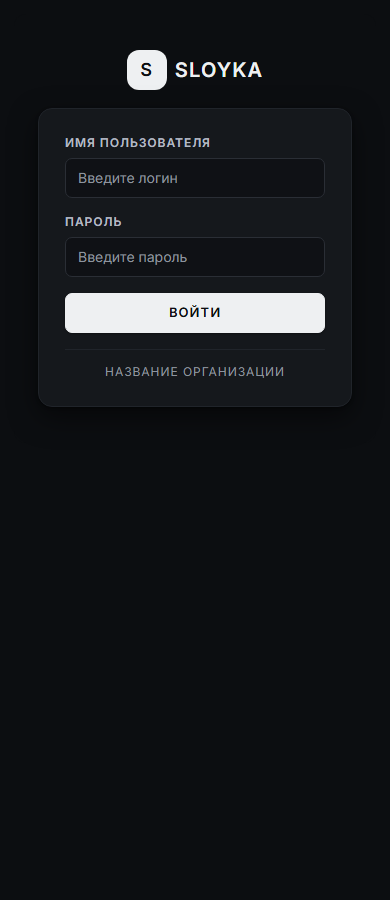 S SLOYKA
ИМЯ ПОЛЬЗОВАТЕЛЯ
Введите логин
ПАРОЛЬ
Введите пароль
ВОЙТИ
НАЗВАНИЕ ОРГАНИЗАЦИИ